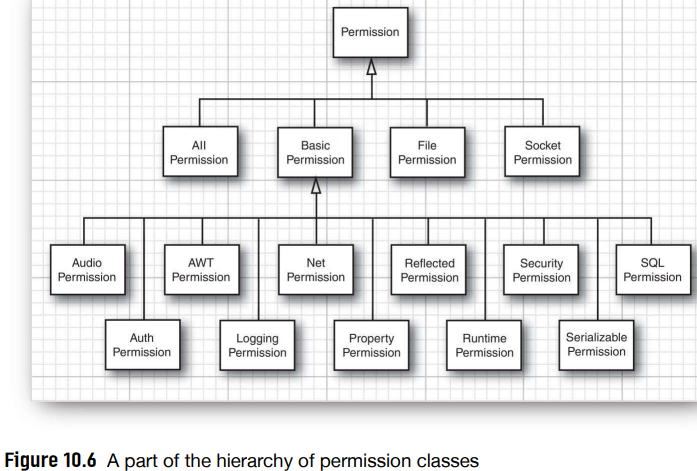 Permission
All
Permission
Basic
Permission
File
Permission
Socket
Permission
Audio
Permission
AWT
Permission
Net
Permission
Reflected
Permission
Security
Permission
SQL
Permission
Auth
Permission
Logging
Permission
Property
Permission
Runtime
Permission
Serializable
Permission
Figure 10.6 A part of the hierarchy of permission classes